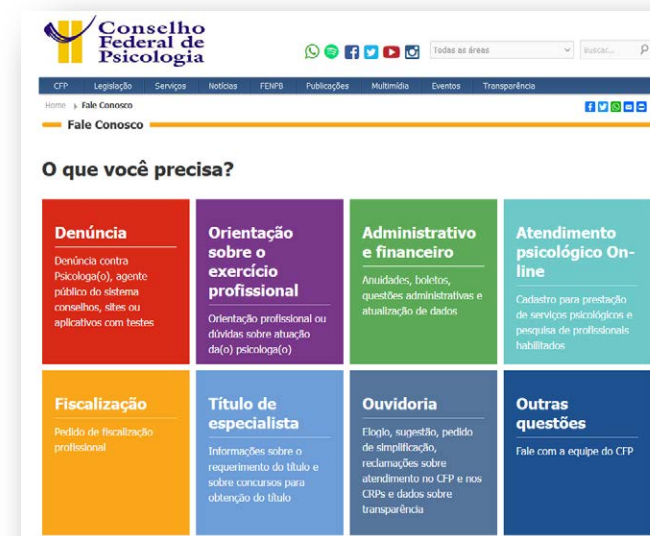 Conselho
Federal de
Psicologia
Todas as áreas
Buscar...
CFP Legislação Serviços Notícias FENPB Publicações Multimídia Eventos Transparência
Home Fale Conosco
Fale Conosco
O que você precisa?
Denúncia
Denúncia contra
Psicologa(o), agente
público do sistema
conselhos, sites ou
aplicativos com testes
Orientação
sobre o
exercício
profissional
Orientação profissional ou
dúvidas sobre atuação
da(o) psicologa(o)
Administrativo
e financeiro
Anuidades, boletos,
questões administrativas e
atualização de dados
Atendimento
psicológico On-
line
Cadastro para prestação
de serviços psicológicos e
pesquisa de profissionais
habilitados
Fiscalização
Pedido de fiscalização
profissional
Título de
especialista
Informações sobre o
requerimento do título e
sobre concursos para
obtenção do título
Ouvidoria
Elogio, sugestão, pedido
de simplificação,
reclamações sobre
atendimento no CFP e nos
CRPs e dados sobre
transparência
Outras
questões
Fale com a equipe do CFP